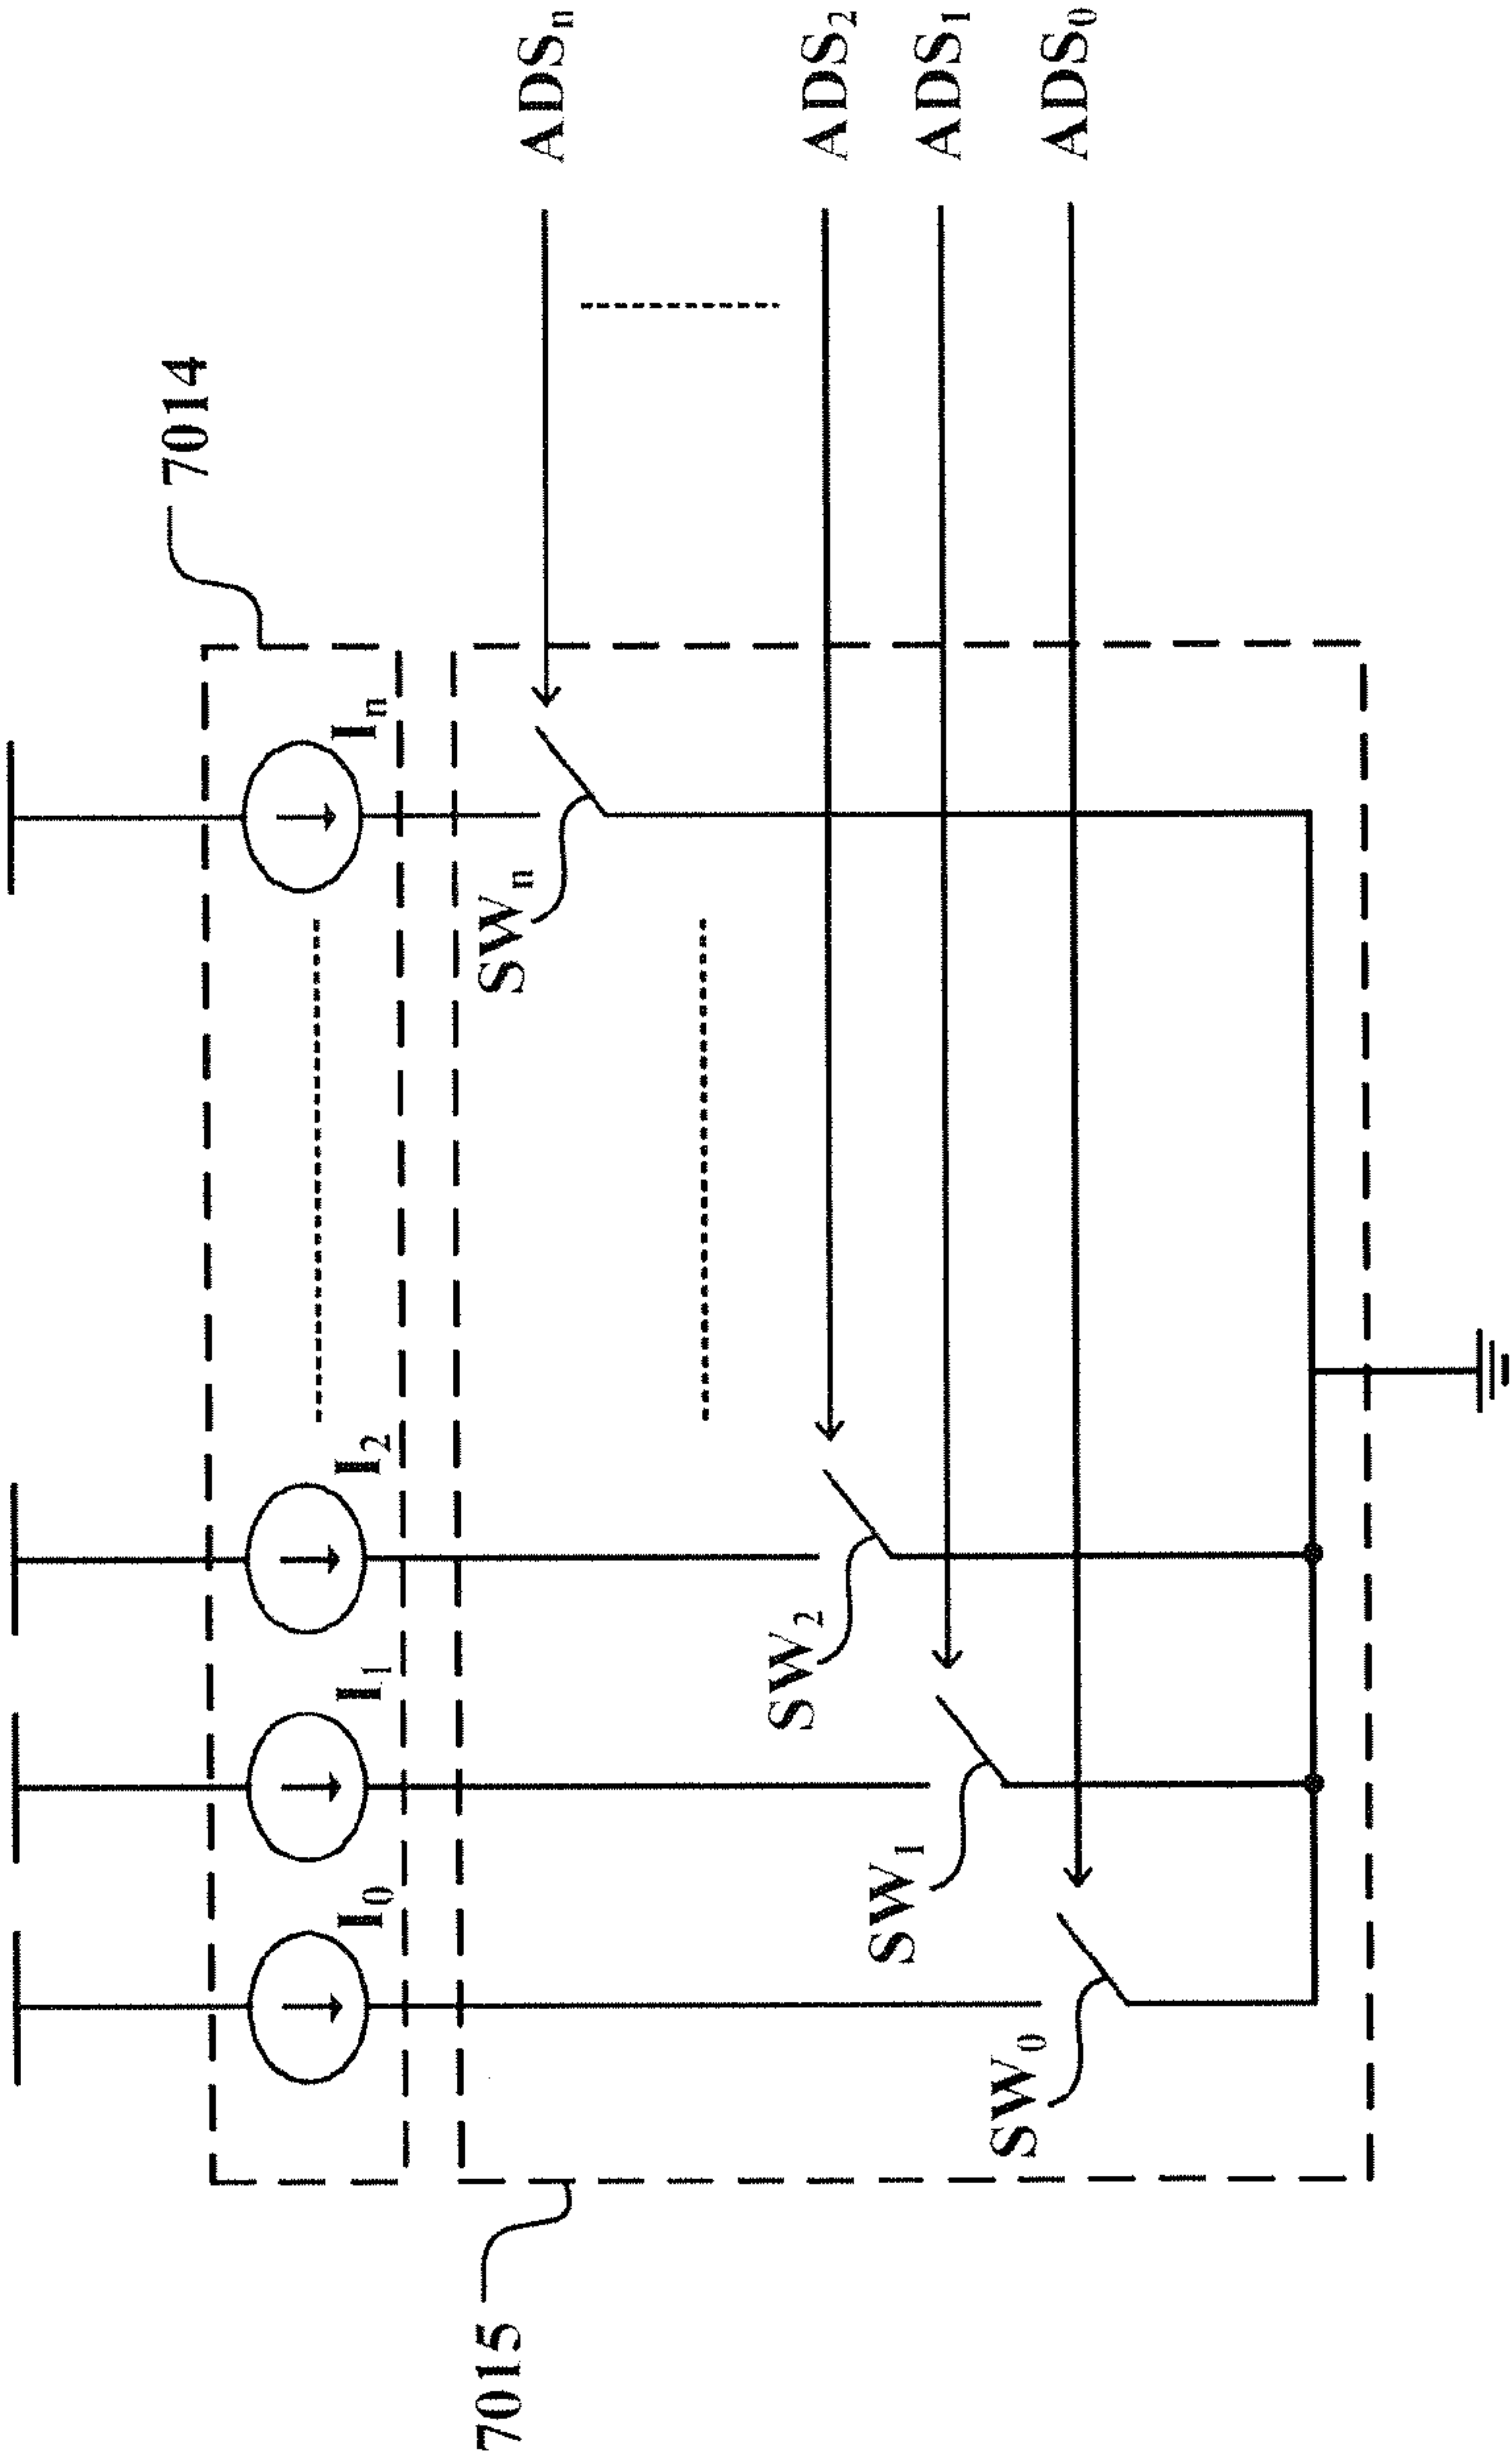 7014
I₀
I₁
I₂
Iₙ
7015
SWₙ
SW₂
SW₁
SW₀
ADSₙ
ADS₂
ADS₁
ADS₀